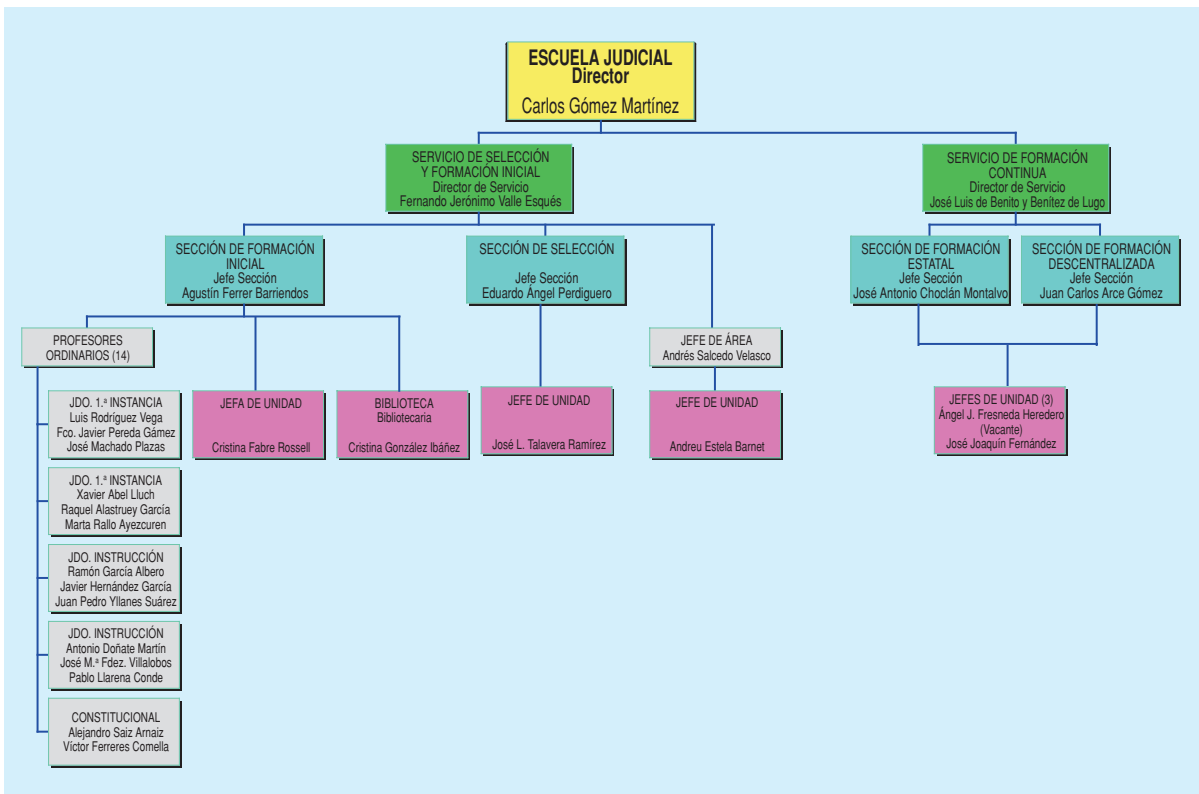 ESCUELA JUDICIAL
Director
Carlos Gómez Martínez
SERVICIO DE SELECCIÓN
Y FORMACIÓN INICIAL
Director de Servicio
Fernando Jerónimo Valle Esqués
SERVICIO DE FORMACIÓN
CONTINUA
Director de Servicio
José Luis de Benito y Benítez de Lugo
SECCIÓN DE FORMACIÓN
INICIAL
Jefe Sección
Agustín Ferrer Barriendos
SECCIÓN DE SELECCIÓN
Jefe Sección
Eduardo Ángel Perdiguero
SECCIÓN DE FORMACIÓN
ESTATAL
Jefe Sección
José Antonio Choclán Montalvo
SECCIÓN DE FORMACIÓN
DESCENTRALIZADA
Jefe Sección
Juan Carlos Arce Gómez
PROFESORES
ORDINARIOS (14)
JEFE DE ÁREA
Andrés Salcedo Velasco
JDO. 1.ª INSTANCIA
Luis Rodríguez Vega
Fco. Javier Pereda Gámez
José Machado Plazas
JEFA DE UNIDAD
Cristina Fabre Rossell
BIBLIOTECA
Bibliotecaria
Cristina González Ibáñez
JEFE DE UNIDAD
José L. Talavera Ramírez
JEFE DE UNIDAD
Andreu Estela Barnet
JEFES DE UNIDAD (3)
Ángel J. Fresneda Heredero
(Vacante)
José Joaquín Fernández
JDO. 1.ª INSTANCIA
Xavier Abel Lluch
Raquel Alastruey García
Marta Rallo Ayezcuren
JDO. INSTRUCCIÓN
Ramón García Albero
Javier Hernández García
Juan Pedro Yllanes Suárez
JDO. INSTRUCCIÓN
Antonio Doñate Martín
José M.ª Fdez. Villalobos
Pablo Llarena Conde
CONSTITUCIONAL
Alejandro Saiz Arnaiz
Víctor Ferreres Comella